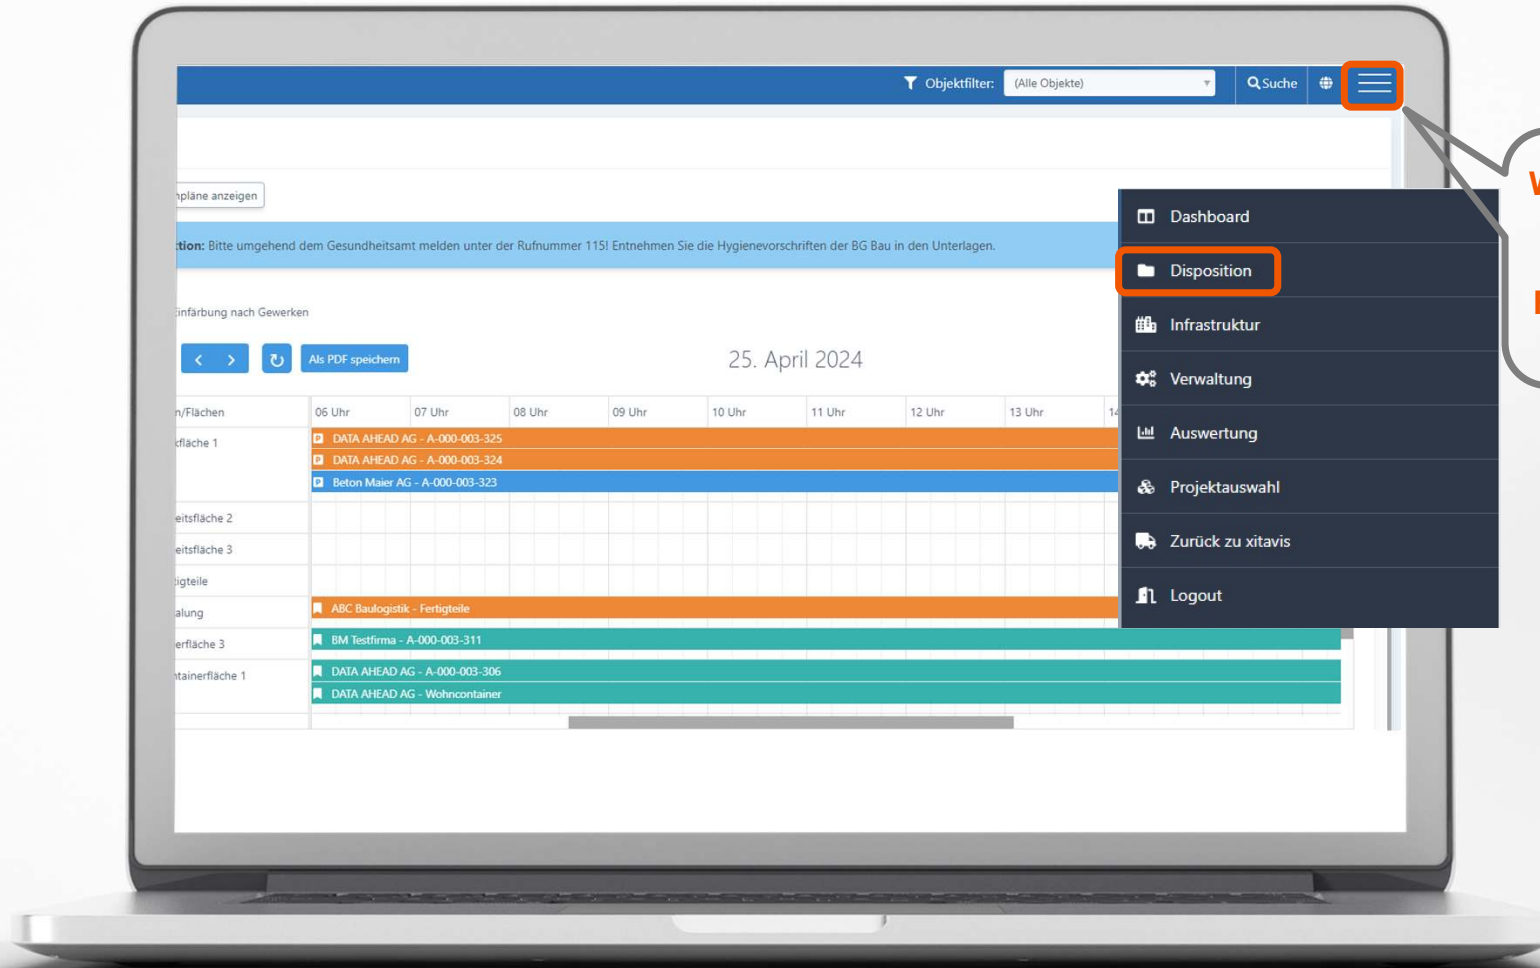 Objektfilter: (Alle Objekte) Suche
npläne anzeigen
tion: Bitte umgehend dem Gesundheitsamt melden unter der Rufnummer 115! Entnehmen Sie die Hygienevorschriften der BG Bau in den Unterlagen.
Einfärbung nach Gewerken
Als PDF speichern
25. April 2024
n/Flächen 06 Uhr 07 Uhr 08 Uhr 09 Uhr 10 Uhr 11 Uhr 12 Uhr 13 Uhr 14
kfläche 1
DATA AHEAD AG - A-000-003-325
DATA AHEAD AG - A-000-003-324
Beton Maier AG - A-000-003-323
eitsfläche 2
eitsfläche 3
tigteile
alung
ABC Baulogistik - Fertigteile
erfläche 3
BM Testfirma - A-000-003-311
ntainerfläche 1
DATA AHEAD AG - A-000-003-306
DATA AHEAD AG - Wohncontainer
Dashboard
Disposition
Infrastruktur
Verwaltung
Auswertung
Projektauswahl
Zurück zu xitavis
Logout